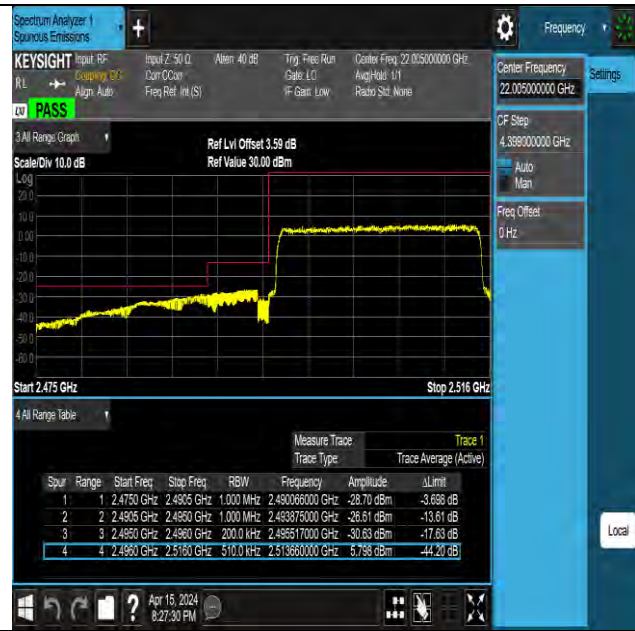 Spectrum Analyzer 1
Spurious Emissions
Frequency
KEYSIGHT Input: RF Input Z: 50 Ω Atten: 40 dB Trig: Free Run Center Freq: 22.005000000 GHz
RL Coupling: DC Corr CCorr Gate: LO Avg|Hold: 1/1
Align: Auto Freq Ref: Int (S) IF Gain: Low Radio Std: None
LXI PASS
Center Frequency
22.005000000 GHz
Settings
CF Step
4.399000000 GHz
Auto
Man
Freq Offset
0 Hz
3 All Range Graph
Ref Lvl Offset 3.59 dB
Scale/Div 10.0 dB Ref Value 30.00 dBm
Log
20.0
10.0
0.00
-10.0
-20.0
-30.0
-40.0
-50.0
-60.0
Start 2.475 GHz Stop 2.516 GHz
4 All Range Table
Measure Trace Trace 1
Trace Type Trace Average (Active)
Spur Range Start Freq Stop Freq RBW Frequency Amplitude ΔLimit
1 1 2.4750 GHz 2.4905 GHz 1.000 MHz 2.490066000 GHz -28.70 dBm -3.698 dB
2 2 2.4905 GHz 2.4950 GHz 1.000 MHz 2.493875000 GHz -26.61 dBm -13.61 dB
3 3 2.4950 GHz 2.4960 GHz 200.0 kHz 2.495517000 GHz -30.63 dBm -17.63 dB
4 4 2.4960 GHz 2.5160 GHz 510.0 kHz 2.513660000 GHz 5.798 dBm -44.20 dB
Local
Apr 15, 2024
8:27:30 PM